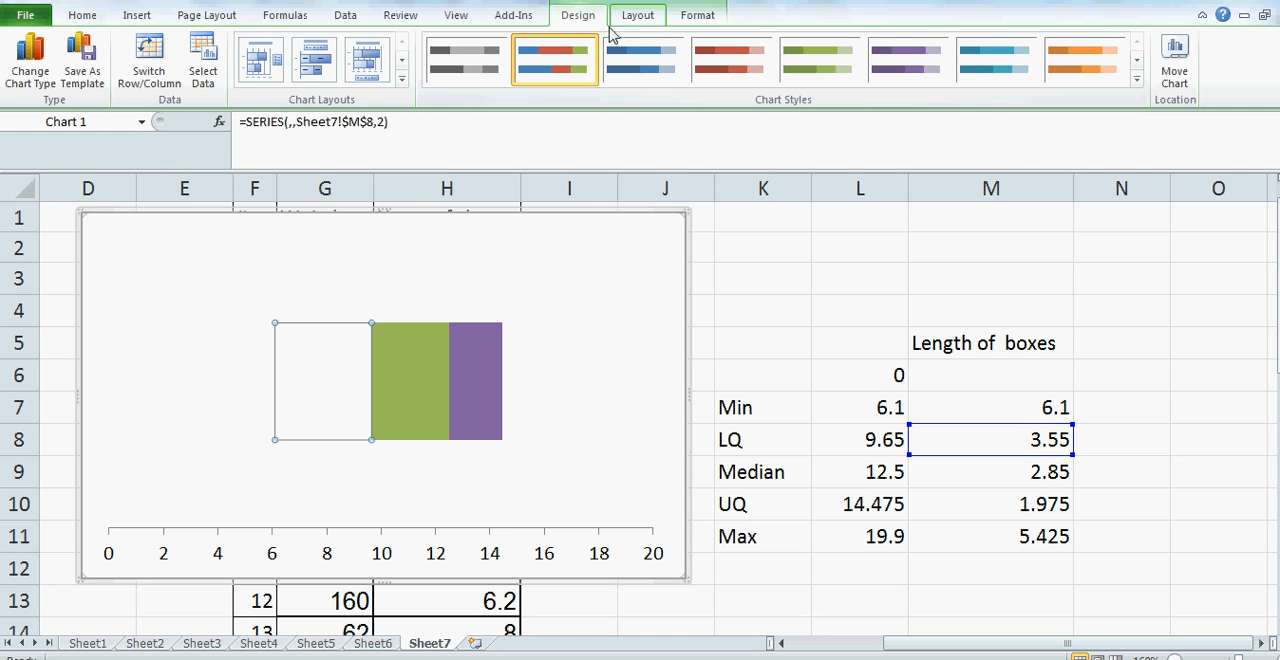 File Home Insert Page Layout Formulas Data Review View Add-Ins Design Layout Format
Change Chart Type Save As Template Switch Row/Column Select Data Move Chart
Type Data Chart Layouts Chart Styles Location
Chart 1 fx =SERIES(,,Sheet7!$M$8,2)
D E F G H I J K L M N O
1
2
3
4
5 Length of boxes
6 0
7 Min 6.1 6.1
8 LQ 9.65 3.55
9 Median 12.5 2.85
10 UQ 14.475 1.975
11 Max 19.9 5.425
0 2 4 6 8 10 12 14 16 18 20
12
13 12 160 6.2
14 13 62 8
Sheet1 Sheet2 Sheet3 Sheet4 Sheet5 Sheet6 Sheet7
Ready 160%